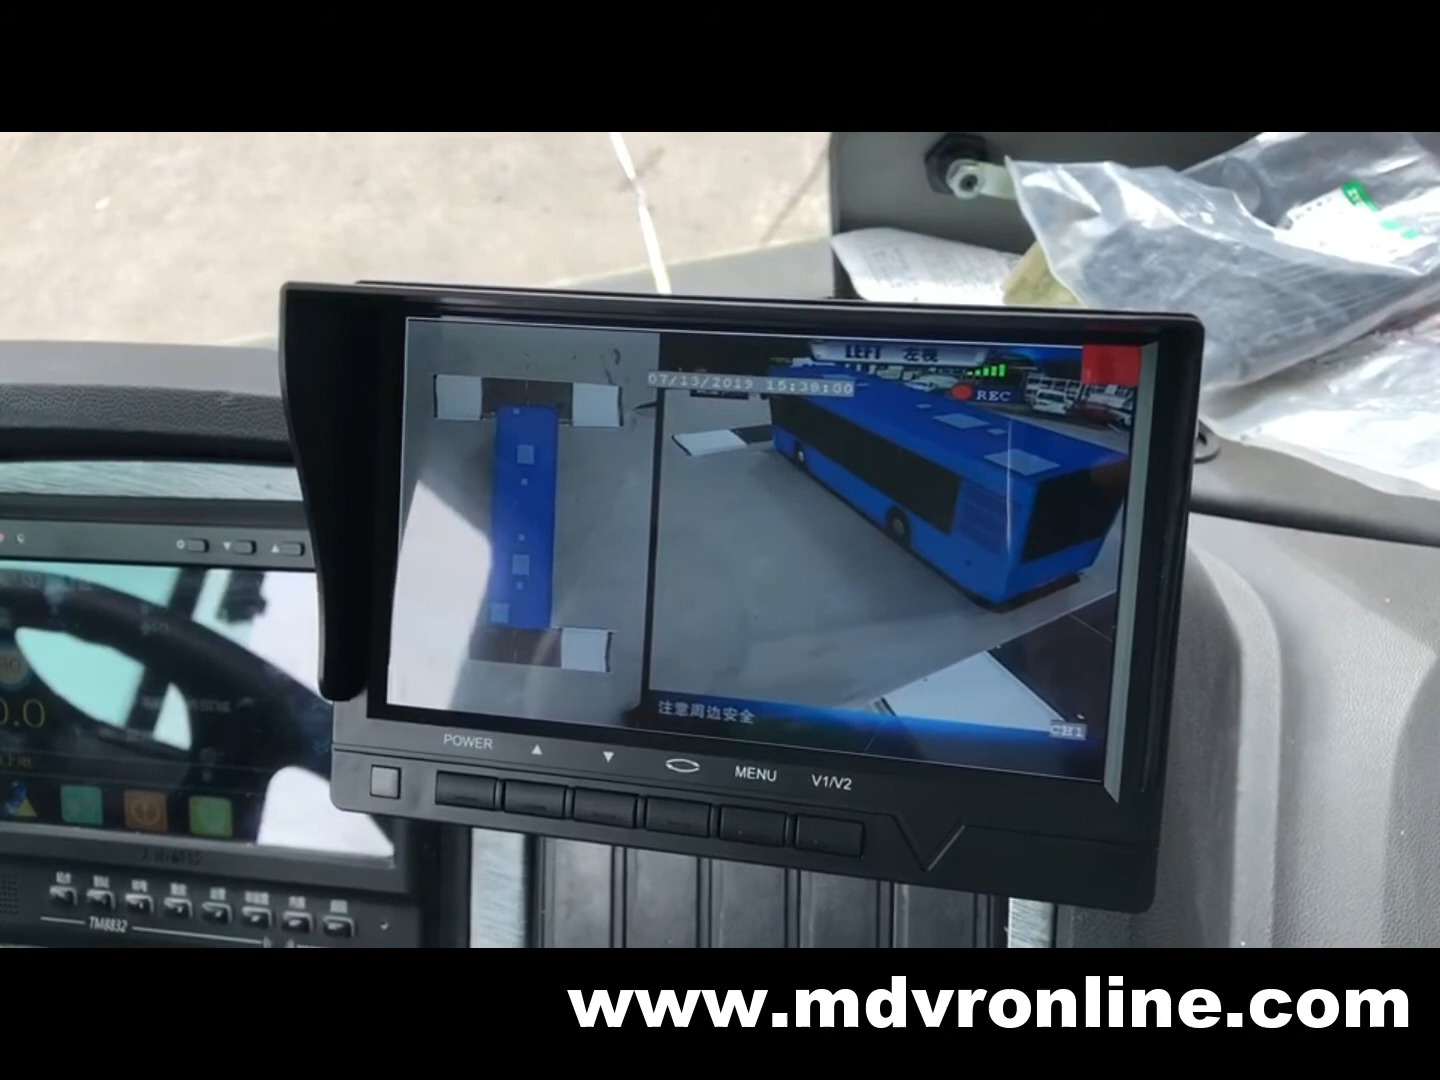 LEFT 左视
07/13/2019 15:39:00
REC
注意周边安全
CH1
POWER
MENU
V1/V2
TM8832
www.mdvronline.com